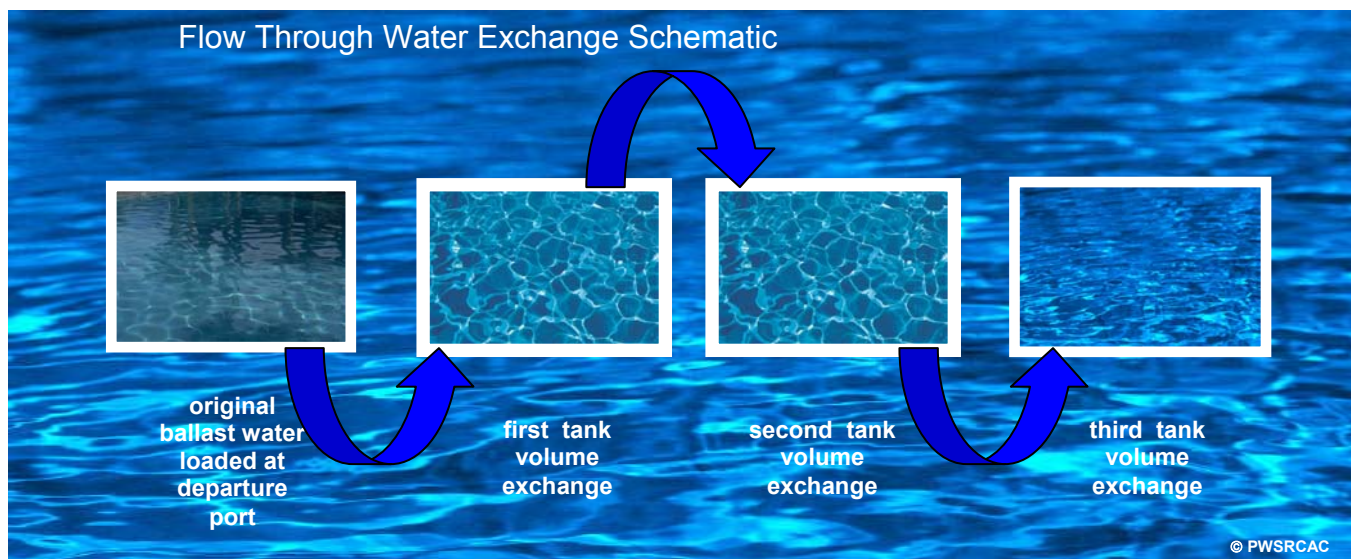 Flow Through Water Exchange Schematic
original
ballast water
loaded at
departure
port
first tank
volume
exchange
second tank
volume
exchange
third tank
volume
exchange
© PWSRCAC